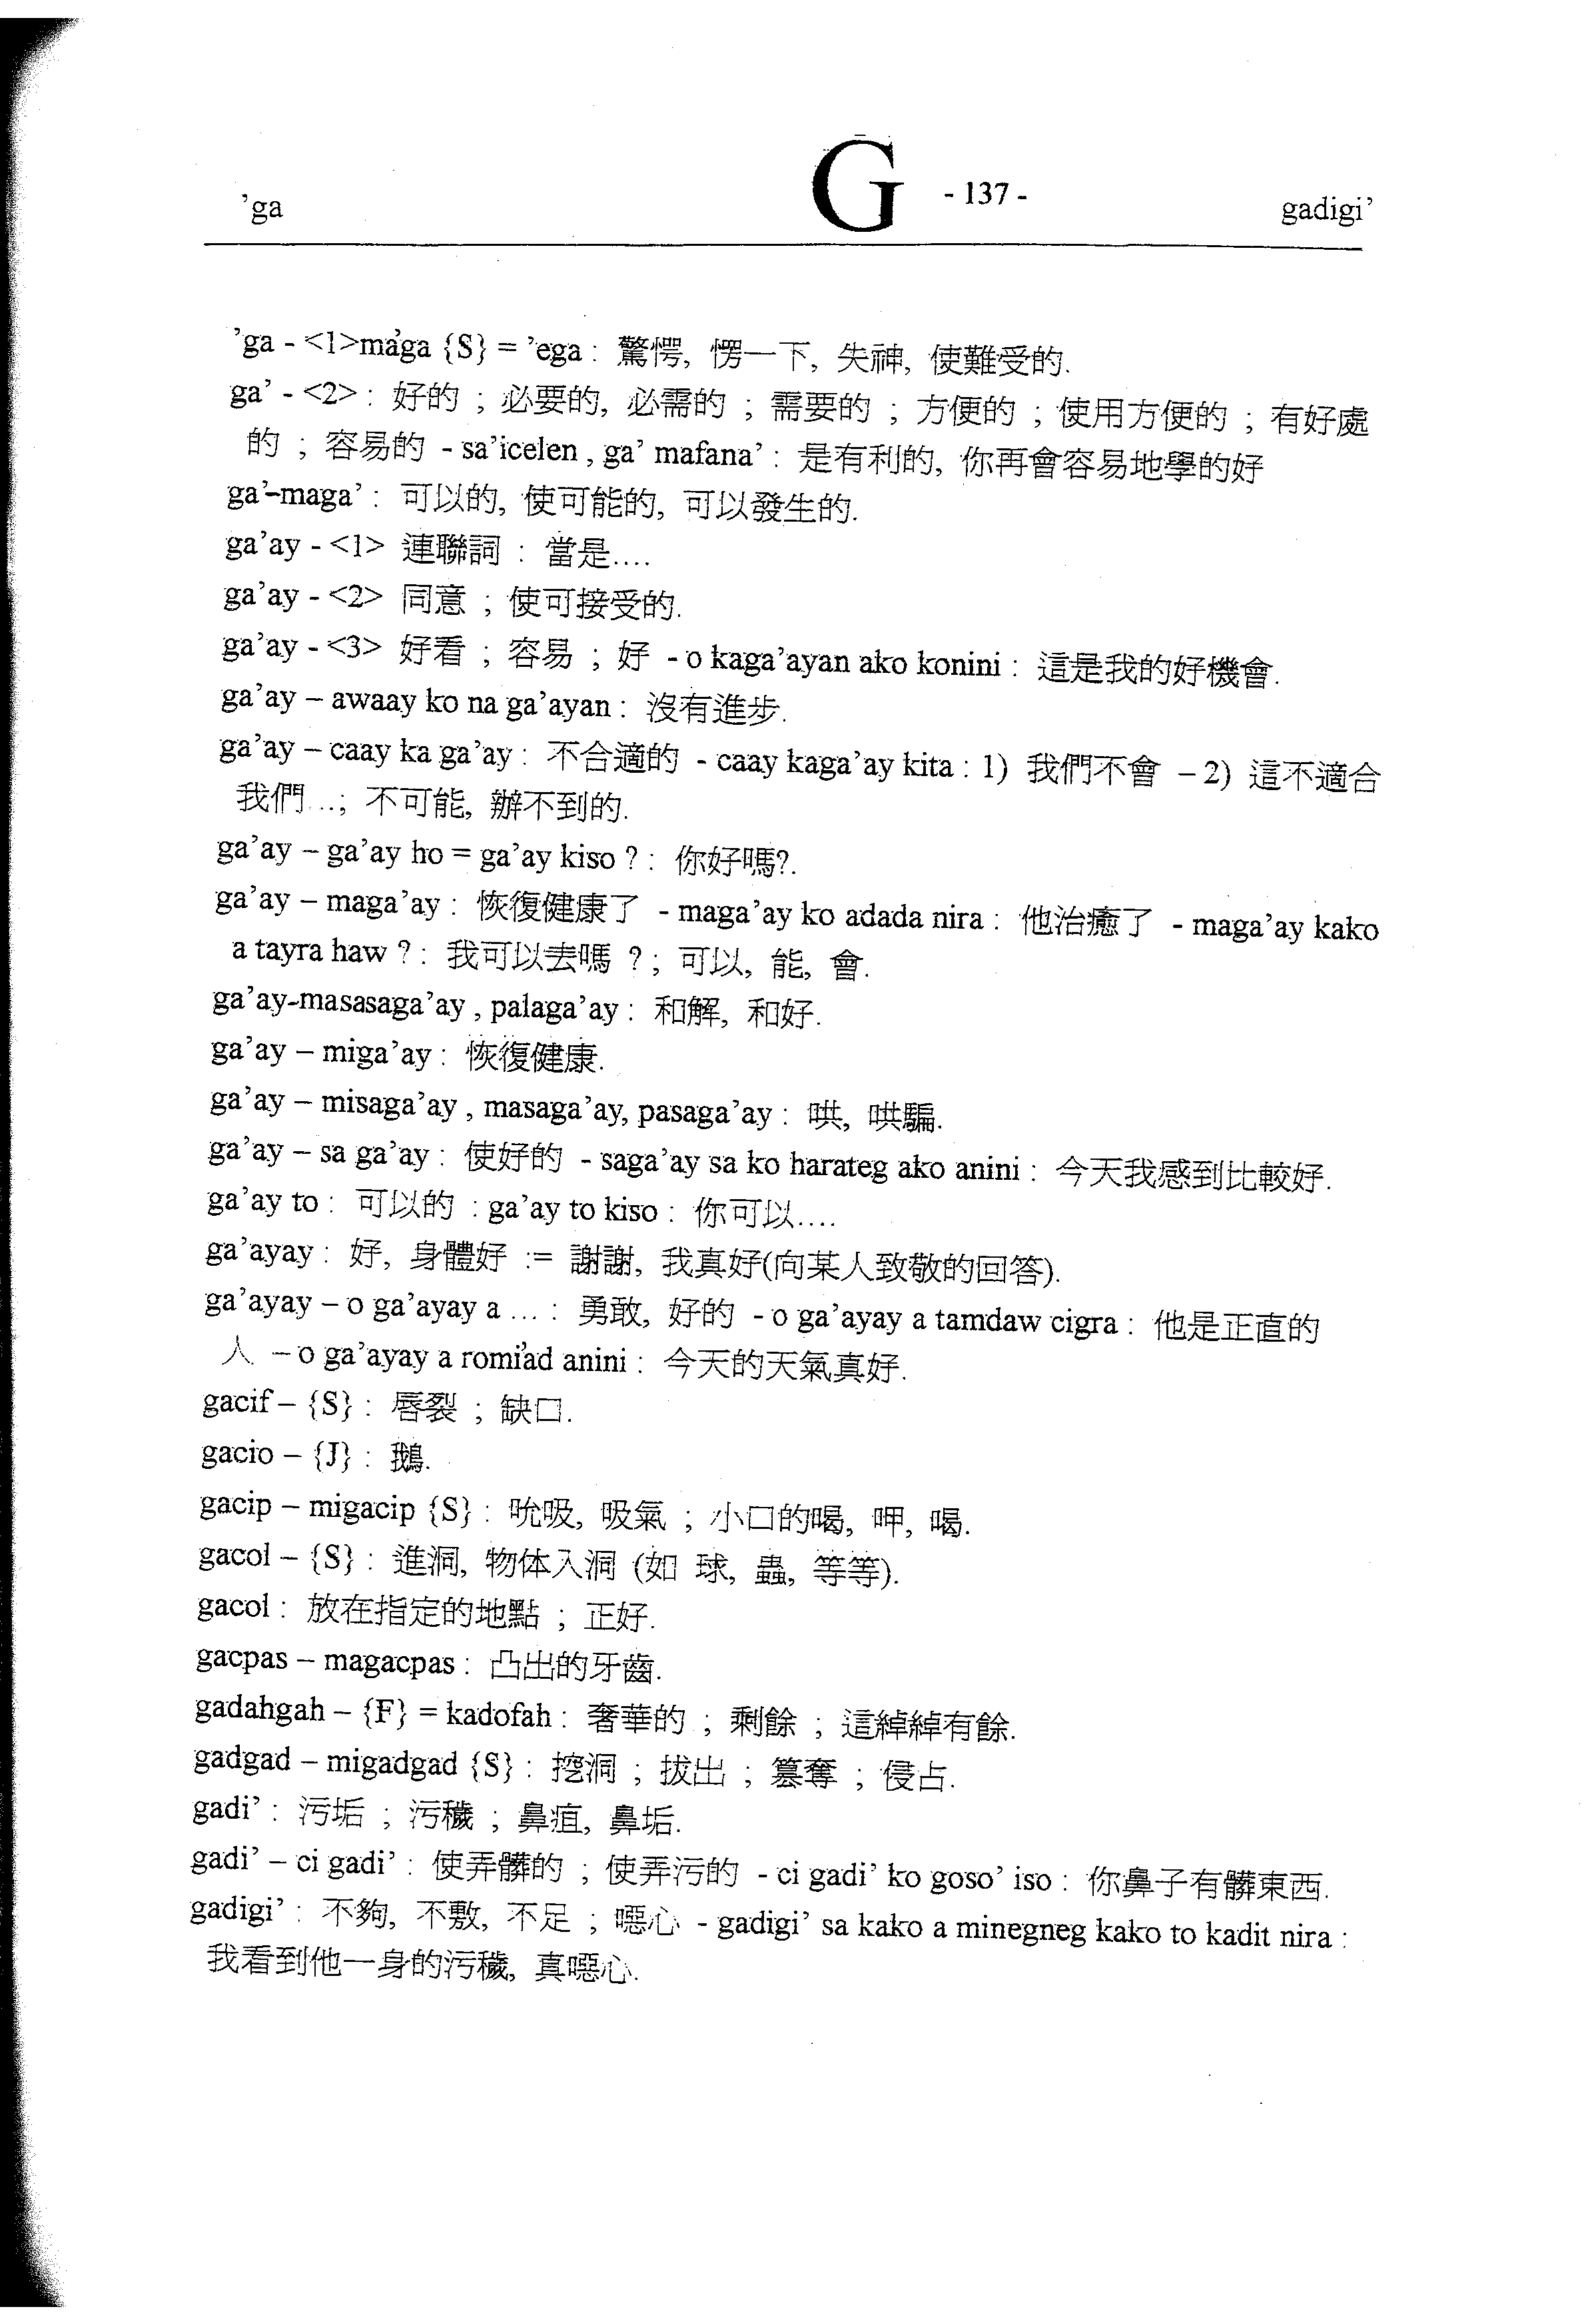 ’ga G - 137 - gadigi’
’ga - <1>ma’ga {S} = ’ega : 驚愕, 愣一下, 失神, 使難受的.
ga’ - <2> : 好的 ; 必要的, 必需的 ; 需要的 ; 方便的 ; 使用方便的 ; 有好處
的 ; 容易的 - sa’icelen , ga’ mafana’ : 是有利的, 你再會容易地學的好
ga’-maga’ : 可以的, 使可能的, 可以發生的.
ga’ay - <1> 連聯詞 : 當是....
ga’ay - <2> 同意 ; 使可接受的.
ga’ay - <3> 好看 ; 容易 ; 好 - o kaga’ayan ako konini : 這是我的好機會.
ga’ay – awaay ko na ga’ayan : 沒有進步.
ga’ay – caay ka ga’ay : 不合適的 - caay kaga’ay kita : 1) 我們不會 – 2) 這不適合
我們...; 不可能, 辦不到的.
ga’ay – ga’ay ho = ga’ay kiso ? : 你好嗎?.
ga’ay – maga’ay : 恢復健康了 - maga’ay ko adada nira : 他治癒了 - maga’ay kako
a tayra haw ? : 我可以去嗎 ? ; 可以, 能, 會.
ga’ay-masasaga’ay , palaga’ay : 和解, 和好.
ga’ay – miga’ay : 恢復健康.
ga’ay – misaga’ay , masaga’ay, pasaga’ay : 哄, 哄騙.
ga’ay – sa ga’ay : 使好的 - saga’ay sa ko harateg ako anini : 今天我感到比較好.
ga’ay to : 可以的 : ga’ay to kiso : 你可以....
ga’ayay : 好, 身體好 := 謝謝, 我真好(向某人致敬的回答).
ga’ayay – o ga’ayay a ... : 勇敢, 好的 - o ga’ayay a tamdaw cigra : 他是正直的
人 – o ga’ayay a romi’ad anini : 今天的天氣真好.
gacif – {S} : 唇裂 ; 缺口.
gacio – {J} : 鵝.
gacip – migacip {S} : 吮吸, 吸氣 ; 小口的喝, 呷, 喝.
gacol – {S} : 進洞, 物体入洞 (如 球, 蟲, 等等).
gacol : 放在指定的地點 ; 正好.
gacpas – magacpas : 凸出的牙齒.
gadahgah – {F} = kadofah : 奢華的 ; 剩餘 ; 這綽綽有餘.
gadgad – migadgad {S} : 挖洞 ; 拔出 ; 篡奪 ; 侵占.
gadi’ : 污垢 ; 污穢 ; 鼻疽, 鼻垢.
gadi’ – ci gadi’ : 使弄髒的 ; 使弄污的 - ci gadi’ ko goso’ iso : 你鼻子有髒東西.
gadigi’ : 不夠, 不敷, 不足 ; 噁心 - gadigi’ sa kako a minegneg kako to kadit nira :
我看到他一身的污穢, 真噁心.